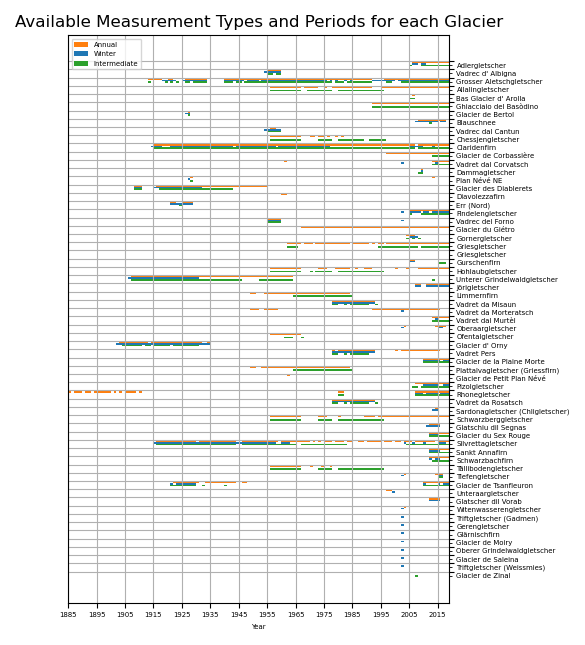 Available Measurement Types and Periods for each Glacier
Annual
Winter
Intermediate
Adlergletscher
Vadrec d' Albigna
Grosser Aletschgletscher
Allalingletscher
Bas Glacier d' Arolla
Ghiacciaio del Basòdino
Glacier de Bertol
Blauschnee
Vadrec dal Cantun
Chessjengletscher
Claridenfirn
Glacier de Corbassière
Vadret dal Corvatsch
Dammagletscher
Plan Névé NE
Glacier des Diablerets
Diavolezzafirn
Err (Nord)
Findelengletscher
Vadrec del Forno
Glacier du Giétro
Gornergletscher
Griesgletscher
Griessgletscher
Gurschenfirn
Hohlaubgletscher
Unterer Grindelwaldgletscher
Jörigletscher
Limmernfirn
Vadret da Misaun
Vadret da Morteratsch
Vadret dal Murtèl
Oberaargletscher
Ofentalgletscher
Glacier d' Orny
Vadret Pers
Glacier de la Plaine Morte
Plattalvagletscher (Griessfirn)
Glacier de Petit Plan Névé
Pizolgletscher
Rhonegletscher
Vadret da Rosatsch
Sardonagletscher (Chligletscher)
Schwarzberggletscher
Glatschiu dil Segnas
Glacier du Sex Rouge
Silvrettagletscher
Sankt Annafirn
Schwarzbachfirn
Tällibodengletscher
Tiefengletscher
Glacier de Tsanfleuron
Unteraargletscher
Glatscher dil Vorab
Witenwasserengletscher
Triftgletscher (Gadmen)
Gerengletscher
Glärnischfirn
Glacier de Moiry
Oberer Grindelwaldgletscher
Glacier de Saleina
Triftgletscher (Weissmies)
Glacier de Zinal
1885 1895 1905 1915 1925 1935 1945 1955 1965 1975 1985 1995 2005 2015
Year